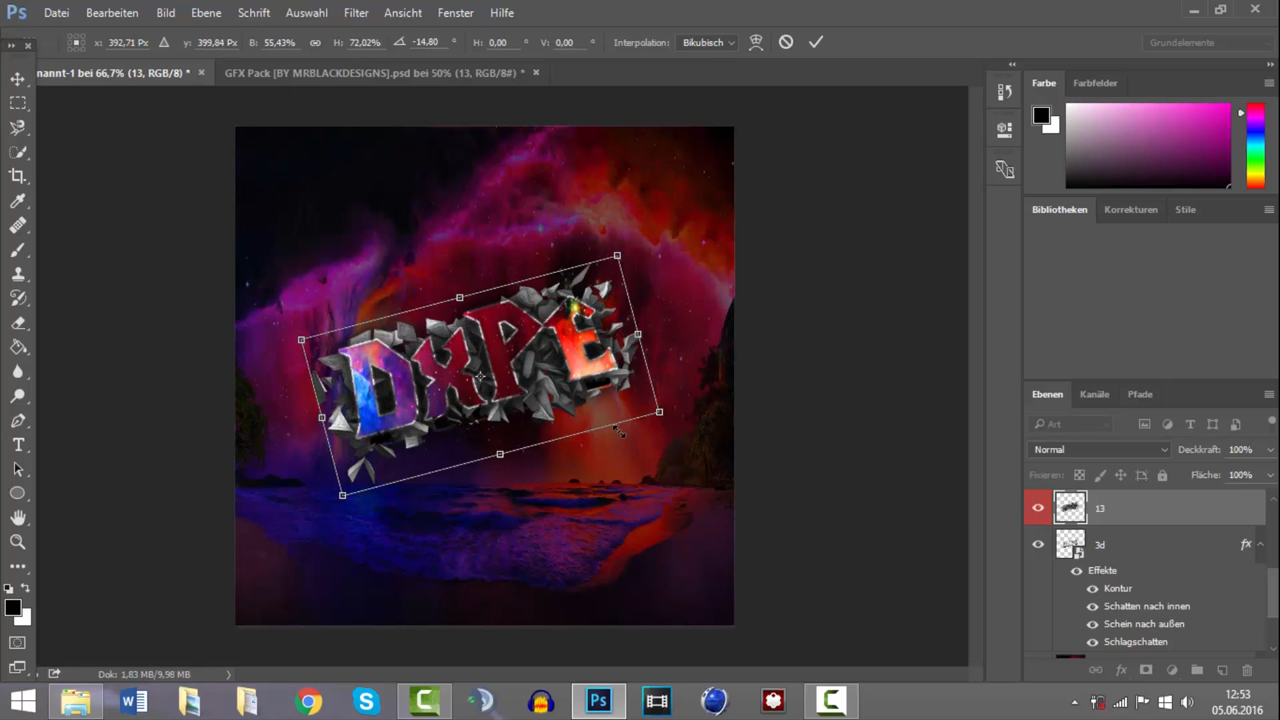 Ps Datei Bearbeiten Bild Ebene Schrift Auswahl Filter Ansicht Fenster Hilfe
x: 392,71 Px y: 399,84 Px B: 55,43% H: 72,02% -14,80 ° H: 0,00 ° V: 0,00 ° Interpolation: Bikubisch Grundelemente
nannt-1 bei 66,7% (13, RGB/8) * GFX Pack [BY MRBLACKDESIGNS].psd bei 50% (13, RGB/8#) *
Farbe Farbfelder
Bibliotheken Korrekturen Stile
DXPE
Ebenen Kanäle Pfade
Art
Normal Deckkraft: 100%
Fixieren: Fläche: 100%
13
3d fx
Effekte
Kontur
Schatten nach innen
Schein nach außen
Schlagschatten
fx
Dok: 1,83 MB/9,98 MB
12:53
05.06.2016